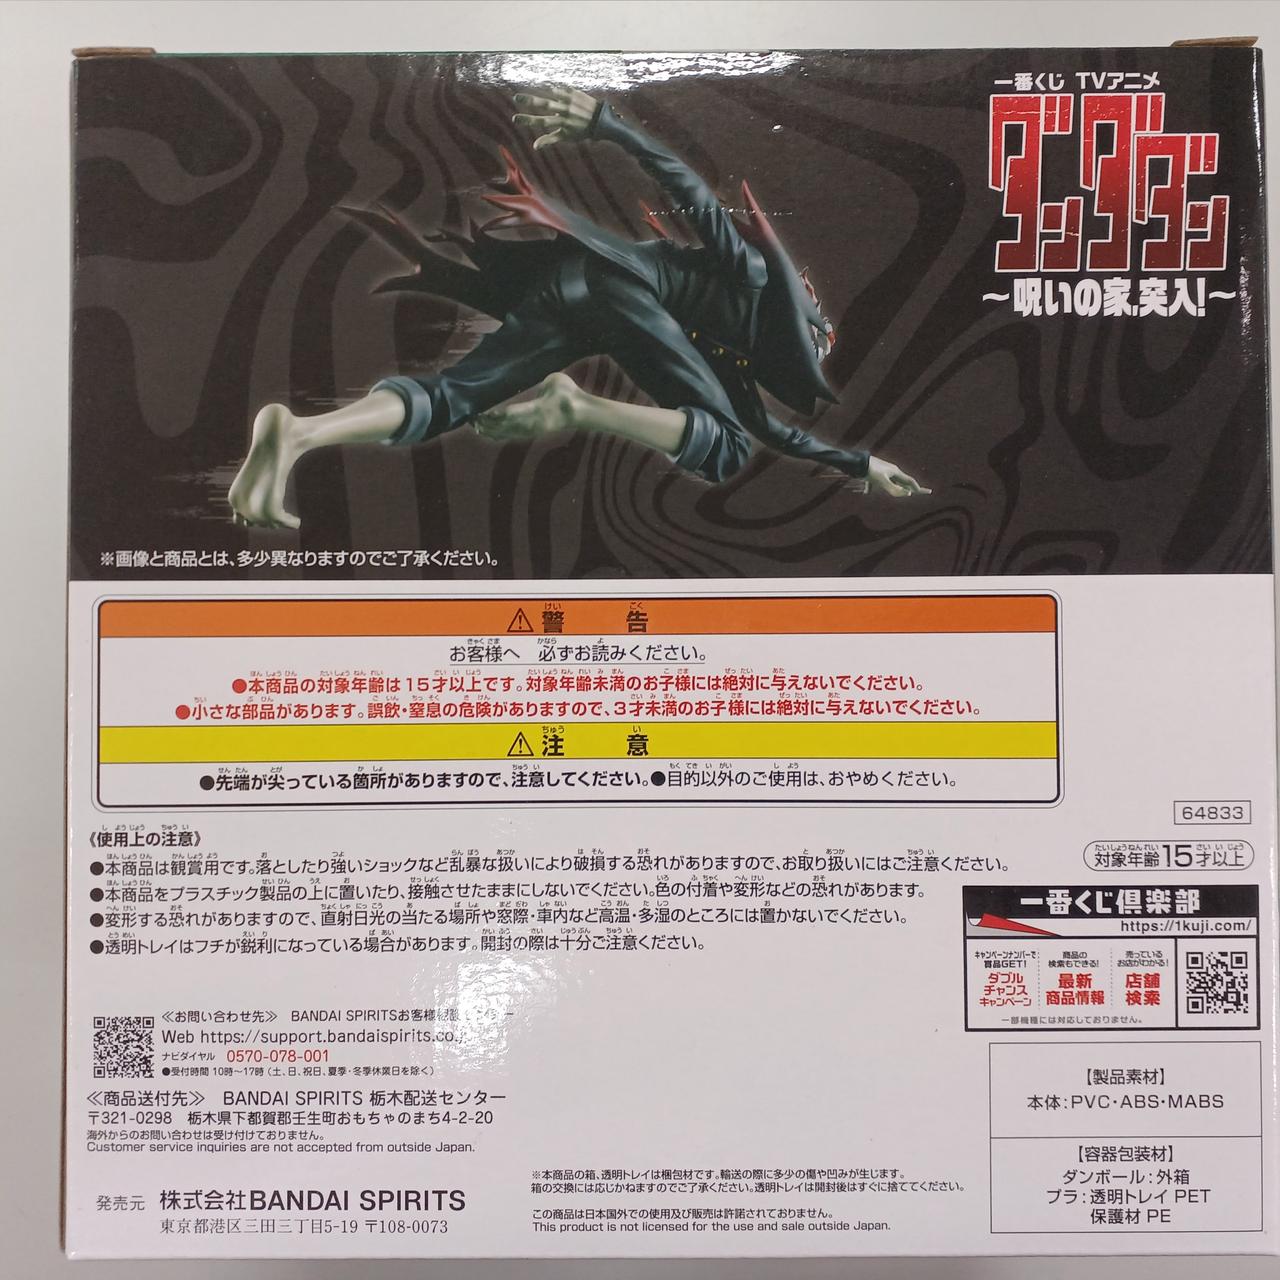 一番くじ TVアニメ
ダンダダン
～呪いの家、突入!～
※画像と商品とは、多少異なりますのでご了承ください。
⚠警告
お客様へ 必ずお読みください。
●本商品の対象年齢は15才以上です。対象年齢未満のお子様には絶対に与えないでください。
●小さな部品があります。誤飲・窒息の危険がありますので、3才未満のお子様には絶対に与えないでください。
⚠注意
●先端が尖っている箇所がありますので、注意してください。●目的以外のご使用は、おやめください。
64833
《使用上の注意》
●本商品は観賞用です。落としたり強いショックなど乱暴な扱いにより破損する恐れがありますので、お取り扱いにはご注意ください。
●本商品をプラスチック製品の上に置いたり、接触させたままにしないでください。色の付着や変形などの恐れがあります。
●変形する恐れがありますので、直射日光の当たる場所や窓際・車内など高温・多湿のところには置かないでください。
●透明トレイはフチが鋭利になっている場合があります。開封の際は十分ご注意ください。
対象年齢15才以上
一番くじ倶楽部
https://1kuji.com/
キャンペーンナンバーで賞品GET!
ダブルチャンスキャンペーン
商品の検索もできる!
最新商品情報
売っているお店がわかる!
店舗検索
一部機種には対応しておりません。
≪お問い合わせ先≫ BANDAI SPIRITSお客様
Web https://support.bandaispirits.co.
ナビダイヤル 0570-078-001
●受付時間 10時～17時（土、日、祝日、夏季・冬季休業日を除く）
≪商品送付先≫ BANDAI SPIRITS 栃木配送センター
〒321-0298 栃木県下都賀郡壬生町おもちゃのまち4-2-20
海外からのお問い合わせは受け付けておりません。
Customer service inquiries are not accepted from outside Japan.
発売元 株式会社BANDAI SPIRITS
東京都港区三田三丁目5-19 〒108-0073
※本商品の箱、透明トレイは梱包材です。輸送の際に多少の傷や凹みが生じます。
箱の交換には応じかねますのでご了承ください。透明トレイは開封後はすぐに捨ててください。
この商品は日本国外での使用及び販売は許諾されておりません。
This product is not licensed for the use and sale outside Japan.
【製品素材】
本体:PVC・ABS・MABS
【容器包装材】
ダンボール:外箱
プラ:透明トレイ PET
保護材 PE